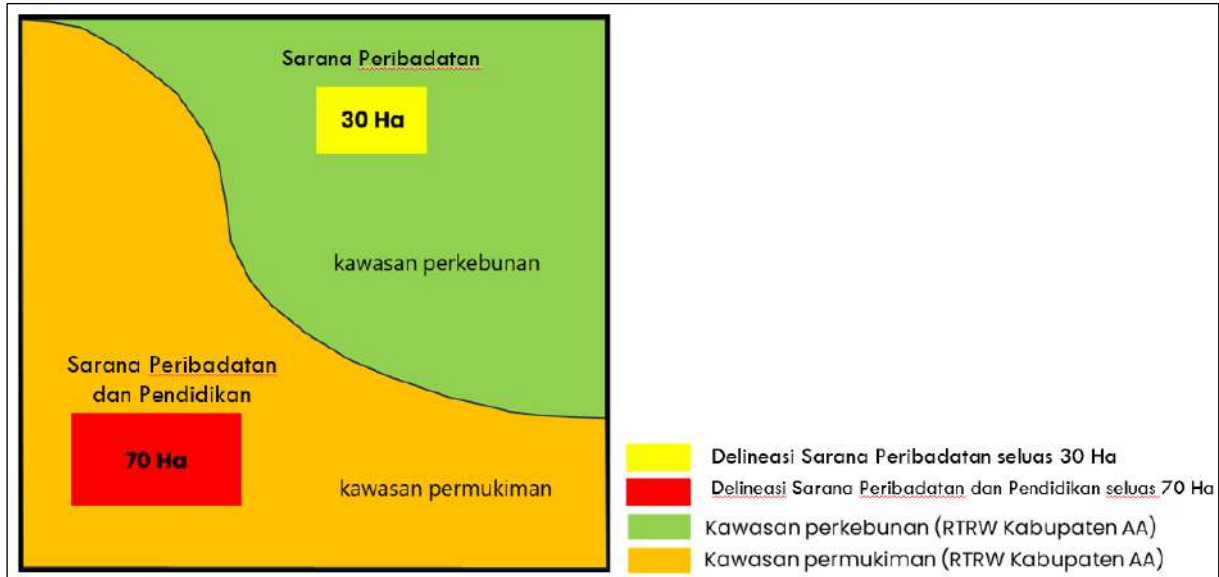 Sarana Peribadatan
30 Ha
kawasan perkebunan
Sarana Peribadatan
dan Pendidikan
70 Ha
kawasan permukiman
Delineasi Sarana Peribadatan seluas 30 Ha
Delineasi Sarana Peribadatan dan Pendidikan seluas 70 Ha
Kawasan perkebunan (RTRW Kabupaten AA)
Kawasan permukiman (RTRW Kabupaten AA)